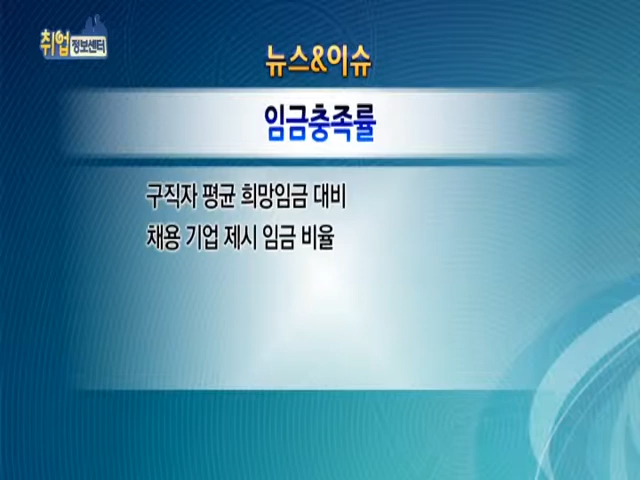 취업 정보센터
뉴스&이슈
임금충족률
구직자 평균 희망임금 대비
채용 기업 제시 임금 비율